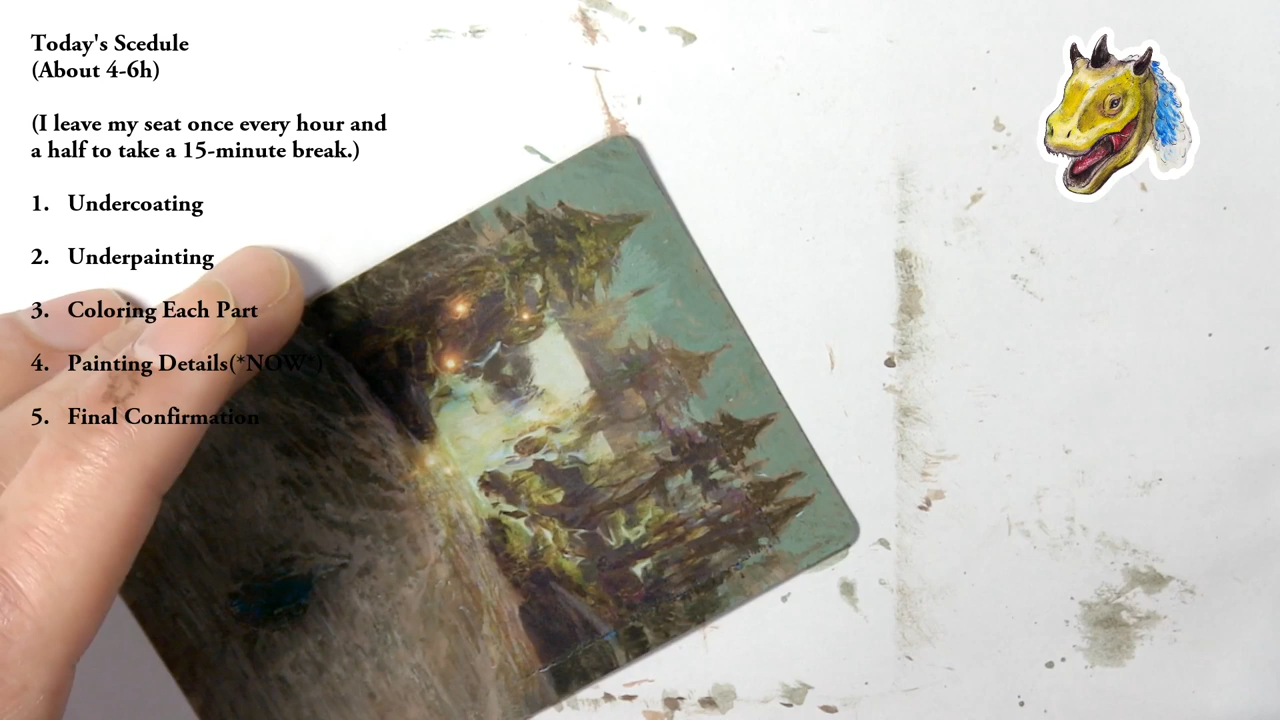 Today's Scedule
(About 4-6h)
(I leave my seat once every hour and
a half to take a 15-minute break.)
1. Undercoating
2. Underpainting
3. Coloring Each Part
4. Painting Details(*NOW*)
5. Final Confirmation